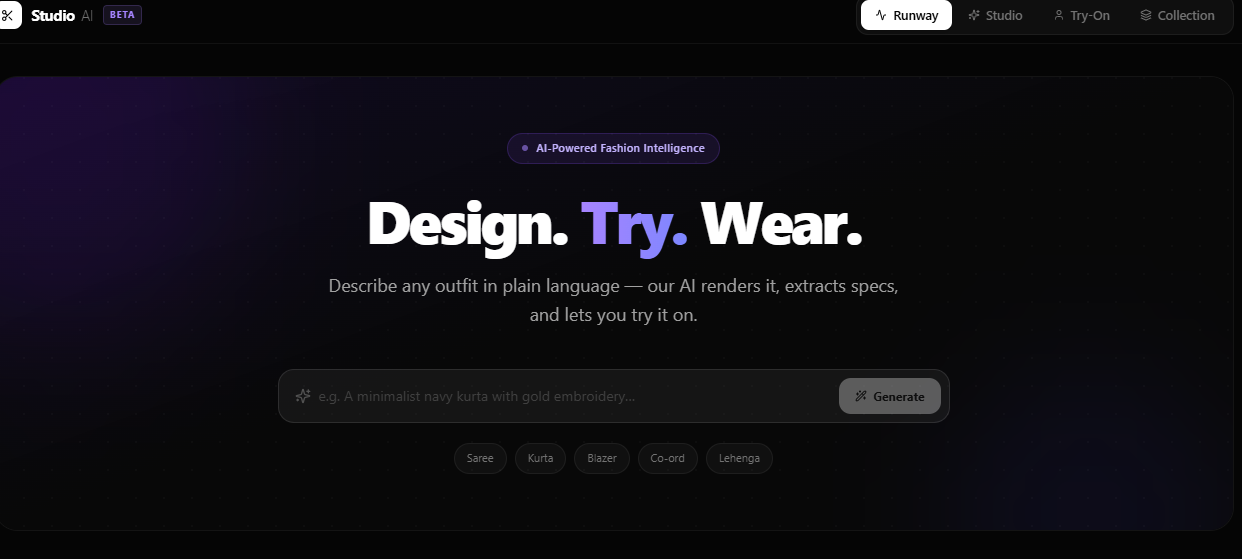 Studio AI BETA
Runway Studio Try-On Collection
AI-Powered Fashion Intelligence
Design. Try. Wear.
Describe any outfit in plain language — our AI renders it, extracts specs,
and lets you try it on.
e.g. A minimalist navy kurta with gold embroidery...
Generate
Saree Kurta Blazer Co-ord Lehenga